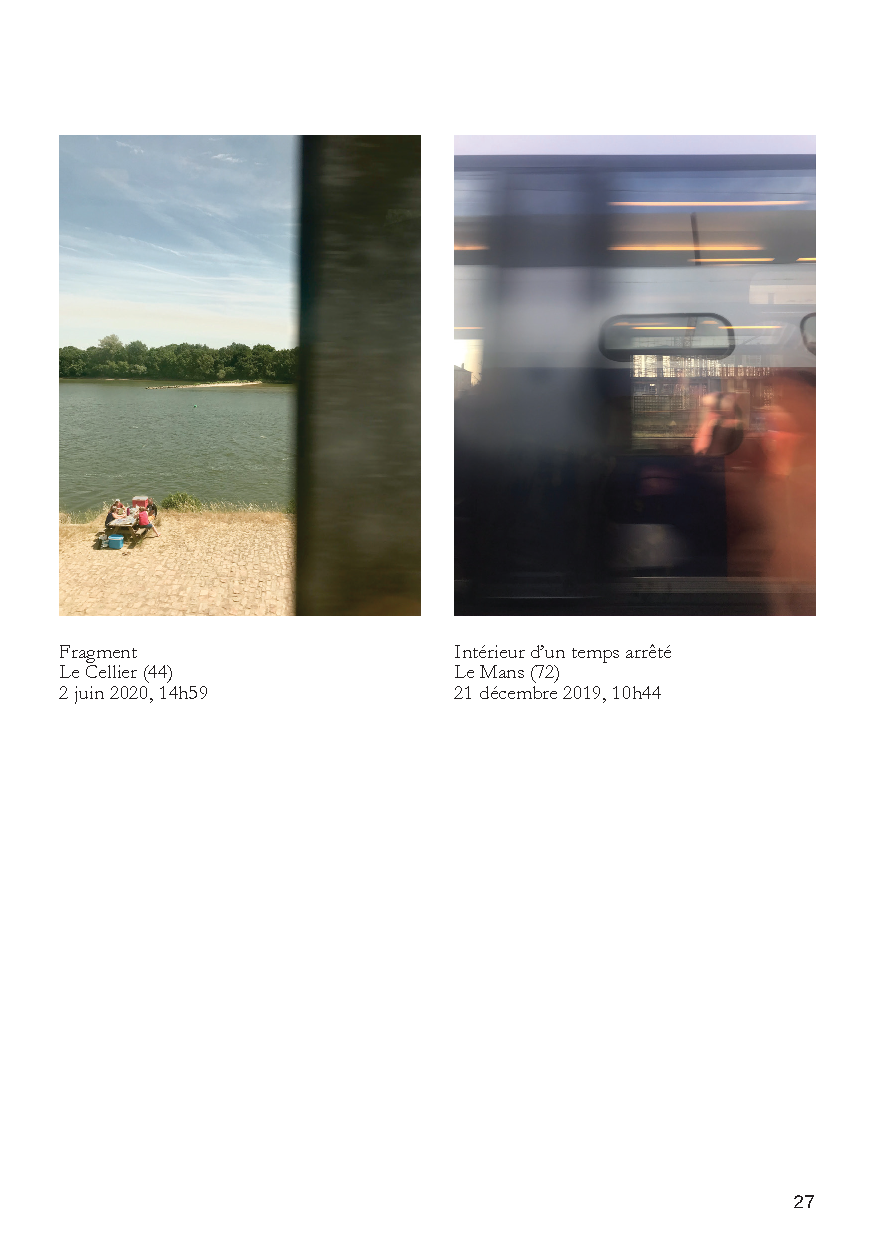 Fragment
Le Cellier (44)
2 juin 2020, 14h59
Intérieur d’un temps arrêté
Le Mans (72)
21 décembre 2019, 10h44
27